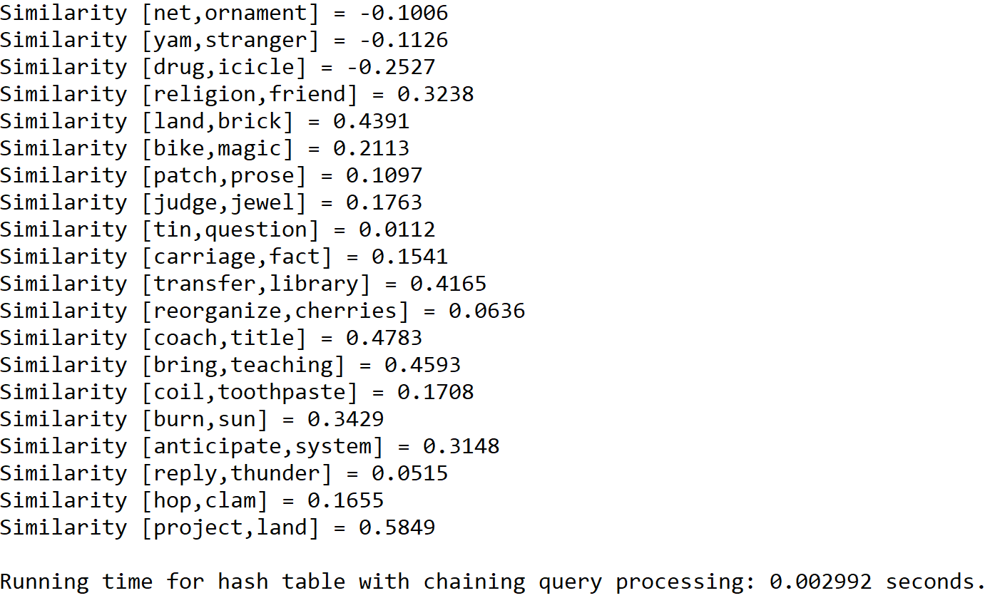 Similarity [net,ornament] = -0.1006
Similarity [yam,stranger] = -0.1126
Similarity [drug,icicle] = -0.2527
Similarity [religion,friend] = 0.3238
Similarity [land,brick] = 0.4391
Similarity [bike,magic] = 0.2113
Similarity [patch,prose] = 0.1097
Similarity [judge,jewel] = 0.1763
Similarity [tin,question] = 0.0112
Similarity [carriage,fact] = 0.1541
Similarity [transfer,library] = 0.4165
Similarity [reorganize,cherries] = 0.0636
Similarity [coach,title] = 0.4783
Similarity [bring,teaching] = 0.4593
Similarity [coil,toothpaste] = 0.1708
Similarity [burn,sun] = 0.3429
Similarity [anticipate,system] = 0.3148
Similarity [reply,thunder] = 0.0515
Similarity [hop,clam] = 0.1655
Similarity [project,land] = 0.5849
Running time for hash table with chaining query processing: 0.002992 seconds.